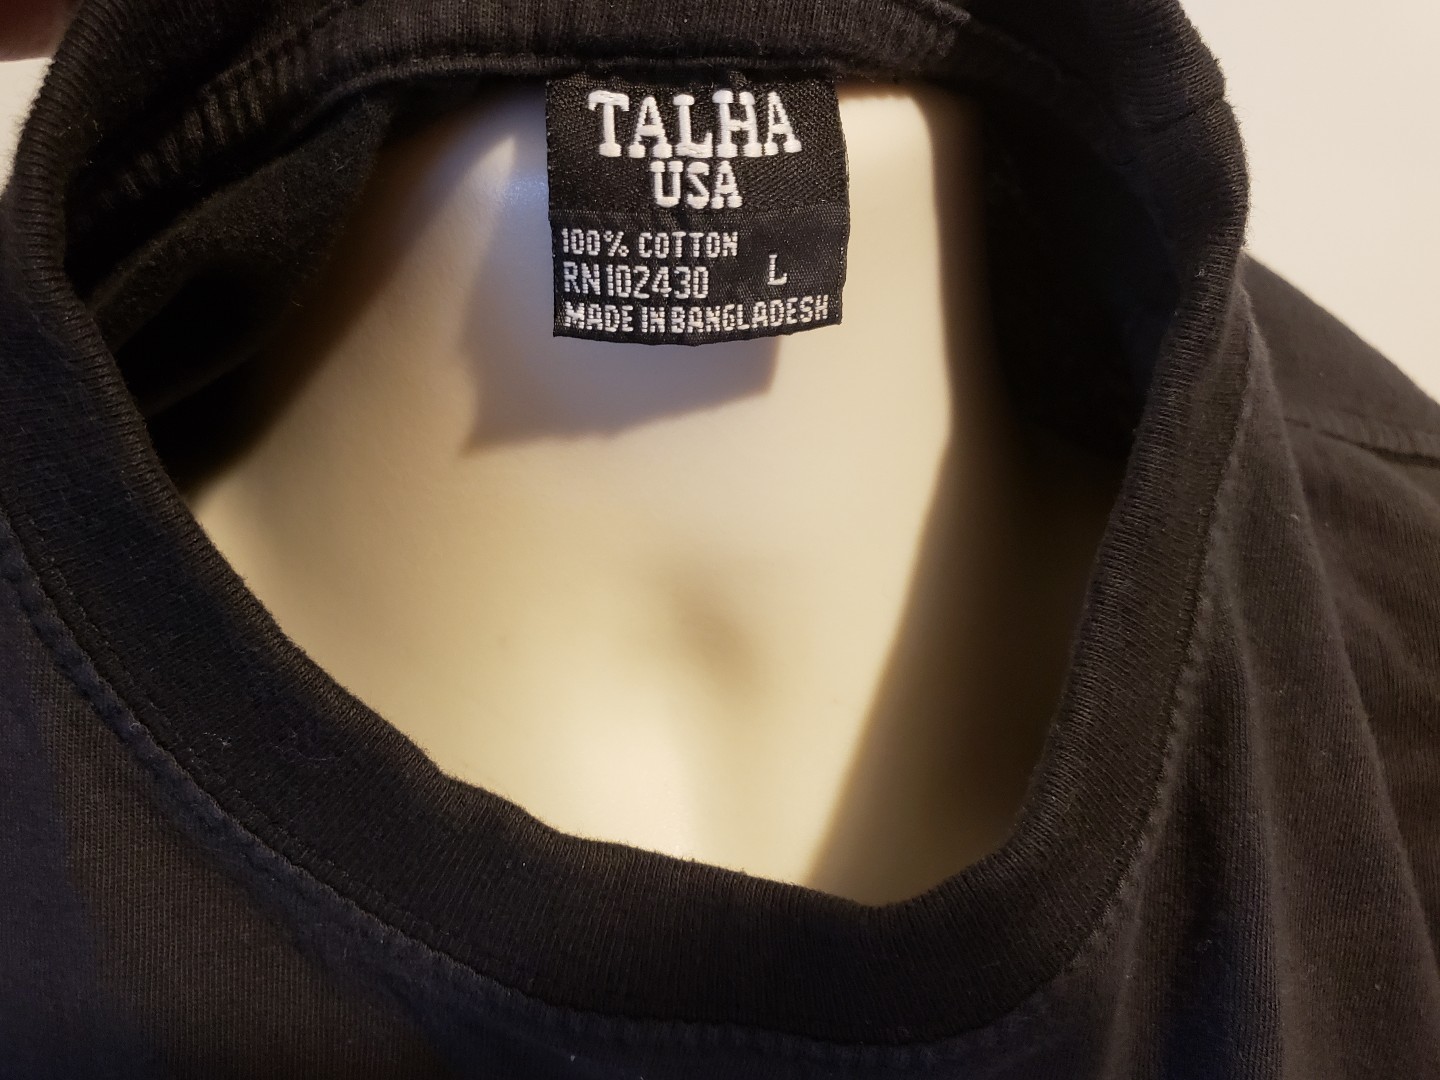 TALHA
USA
100% COTTON
RN102430 L
MADE IN BANGLADESH